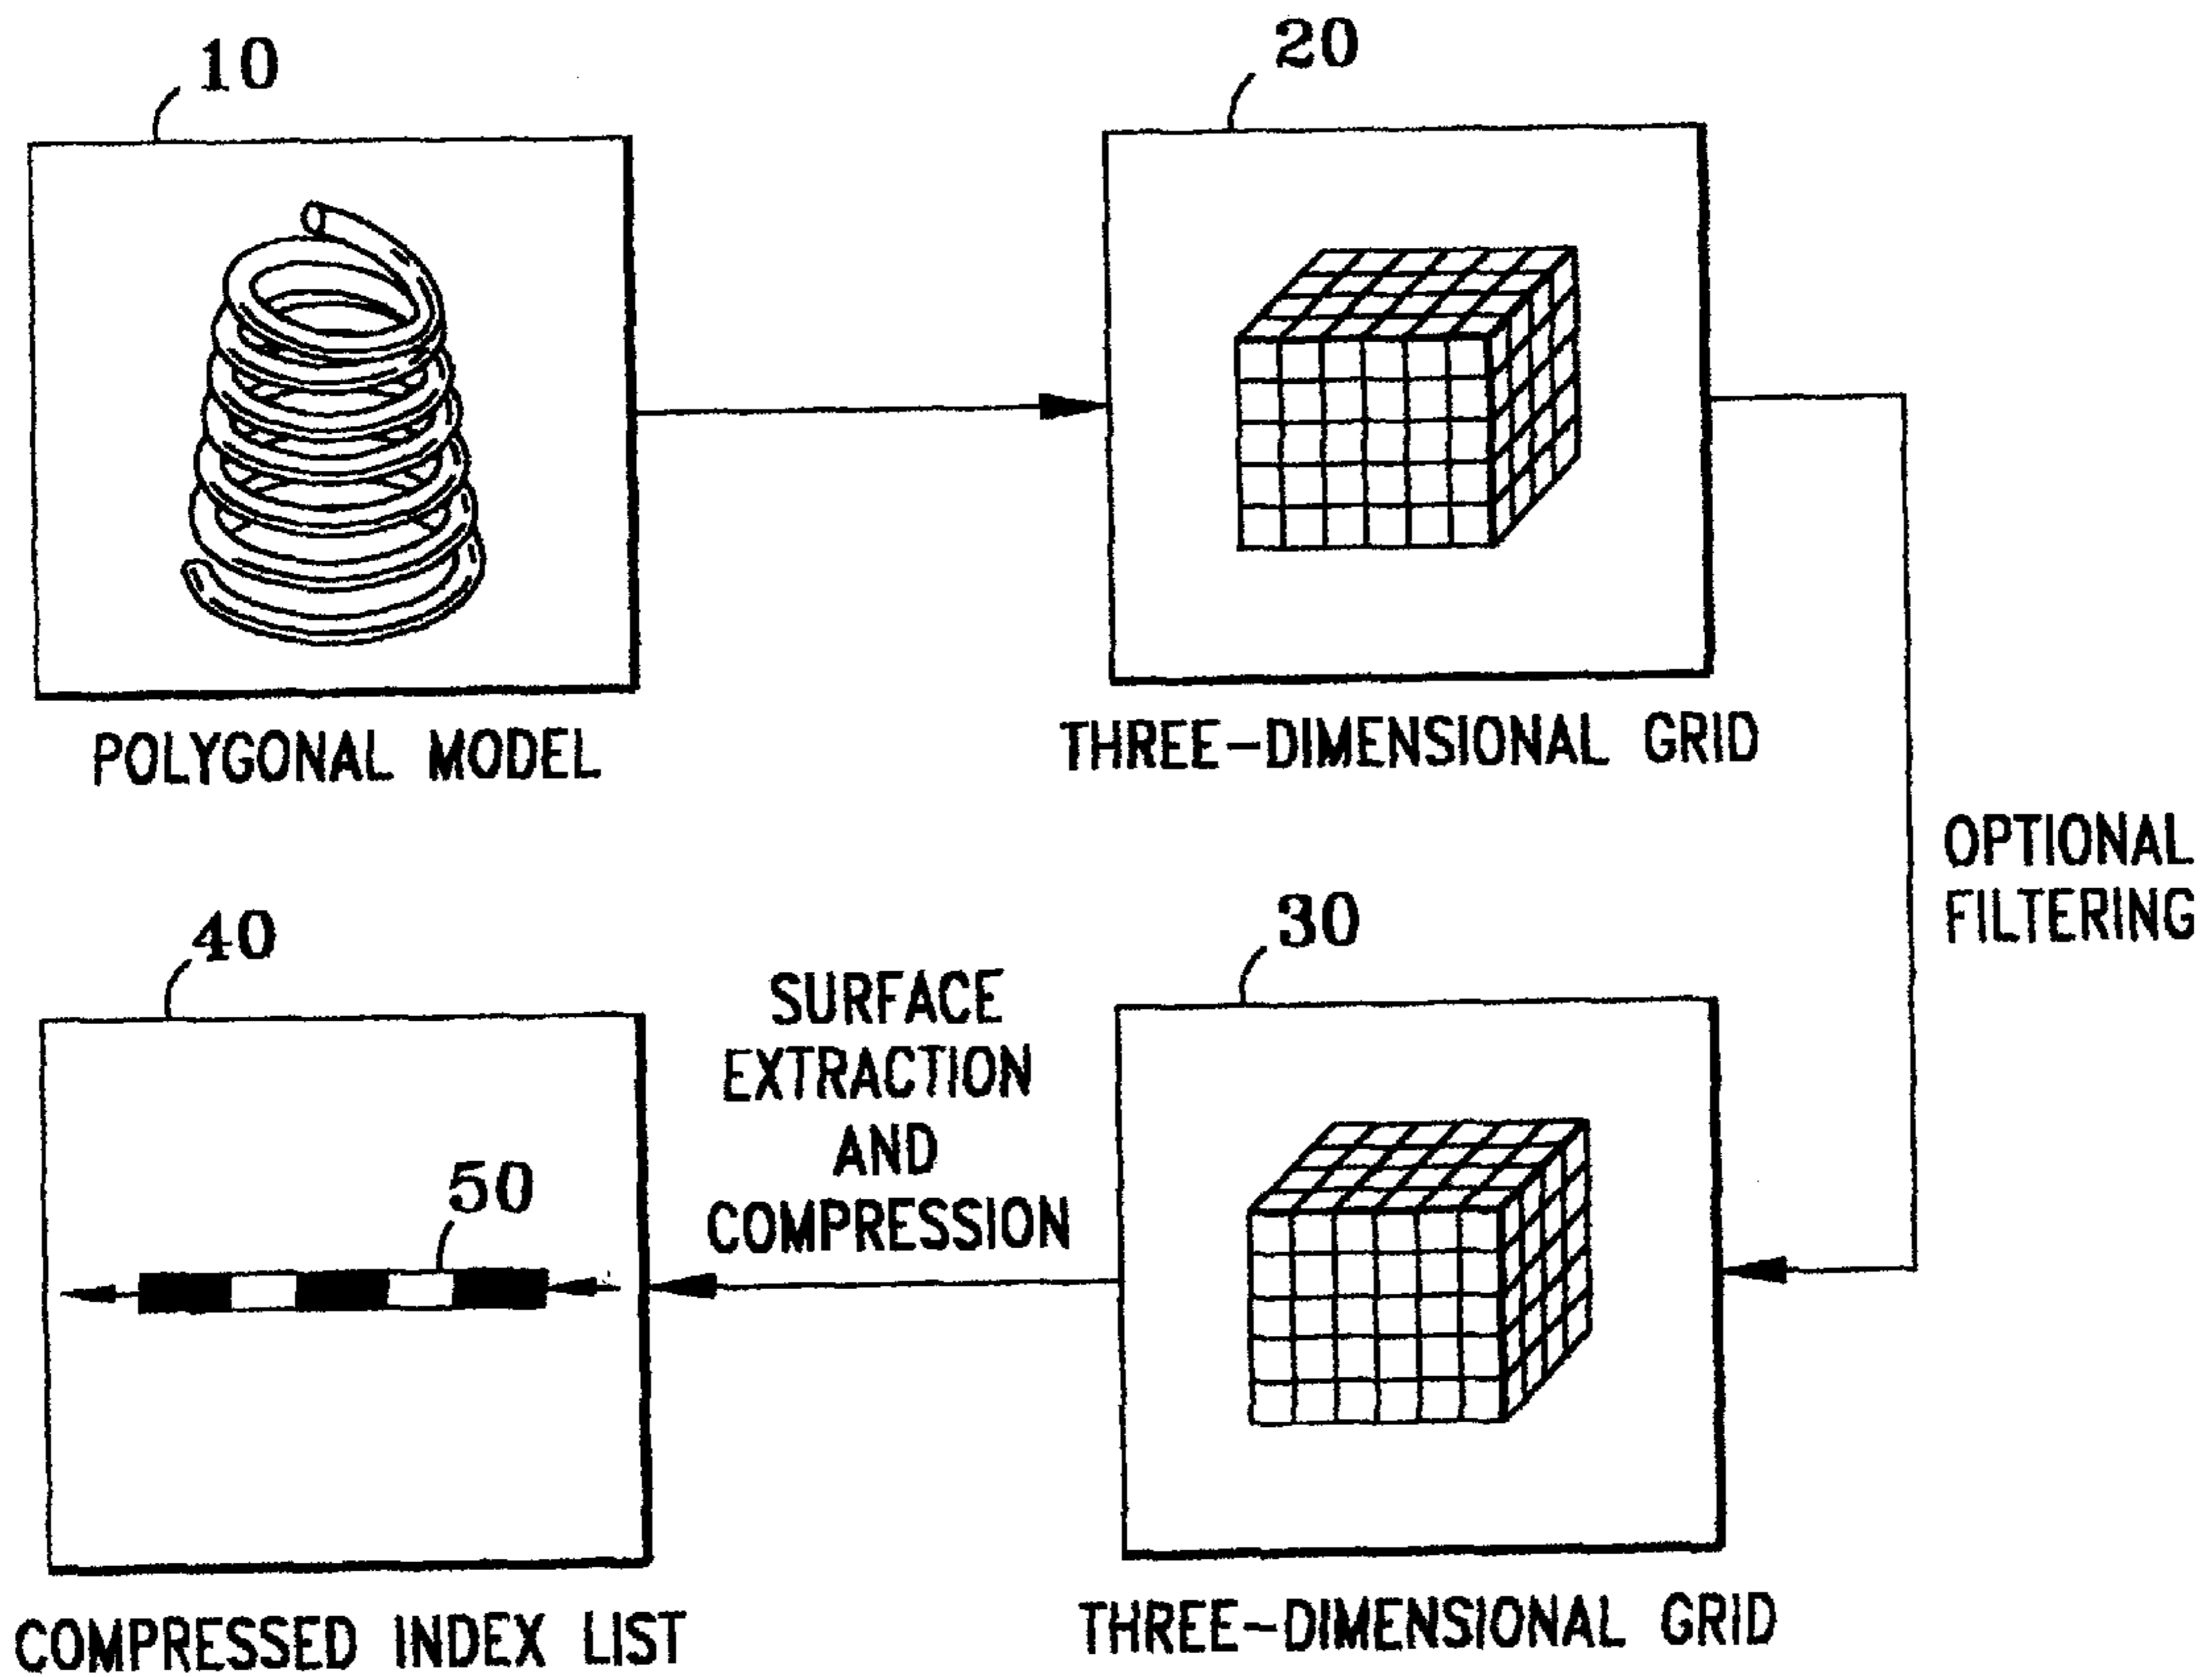 10
20
POLYGONAL MODEL
THREE-DIMENSIONAL GRID
OPTIONAL
FILTERING
40
30
SURFACE
EXTRACTION
AND
COMPRESSION
50
COMPRESSED INDEX LIST
THREE-DIMENSIONAL GRID